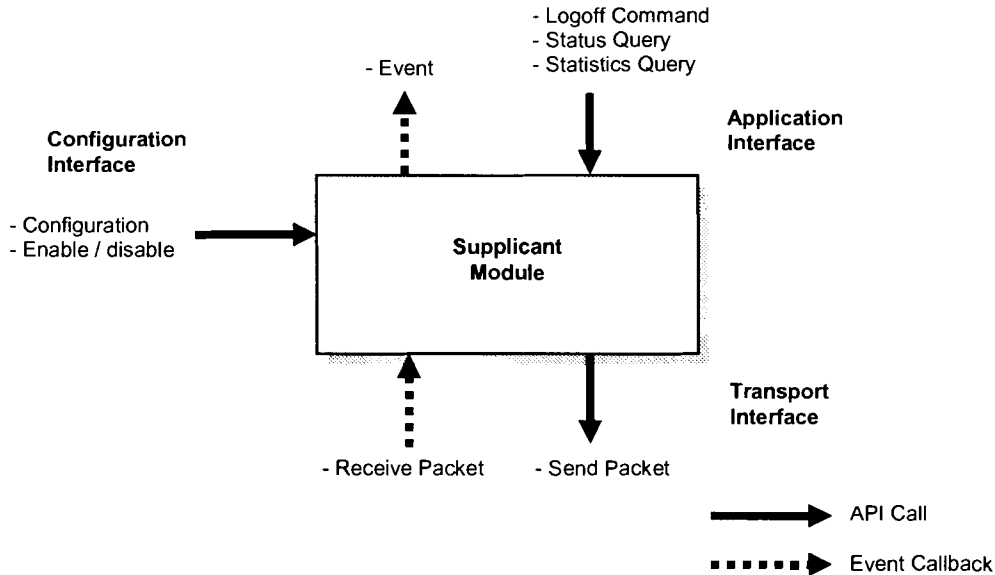 - Logoff Command
- Status Query
- Statistics Query
- Event
Configuration
Interface
Application
Interface
- Configuration
- Enable / disable
Supplicant
Module
Transport
Interface
- Receive Packet
- Send Packet
API Call
Event Callback